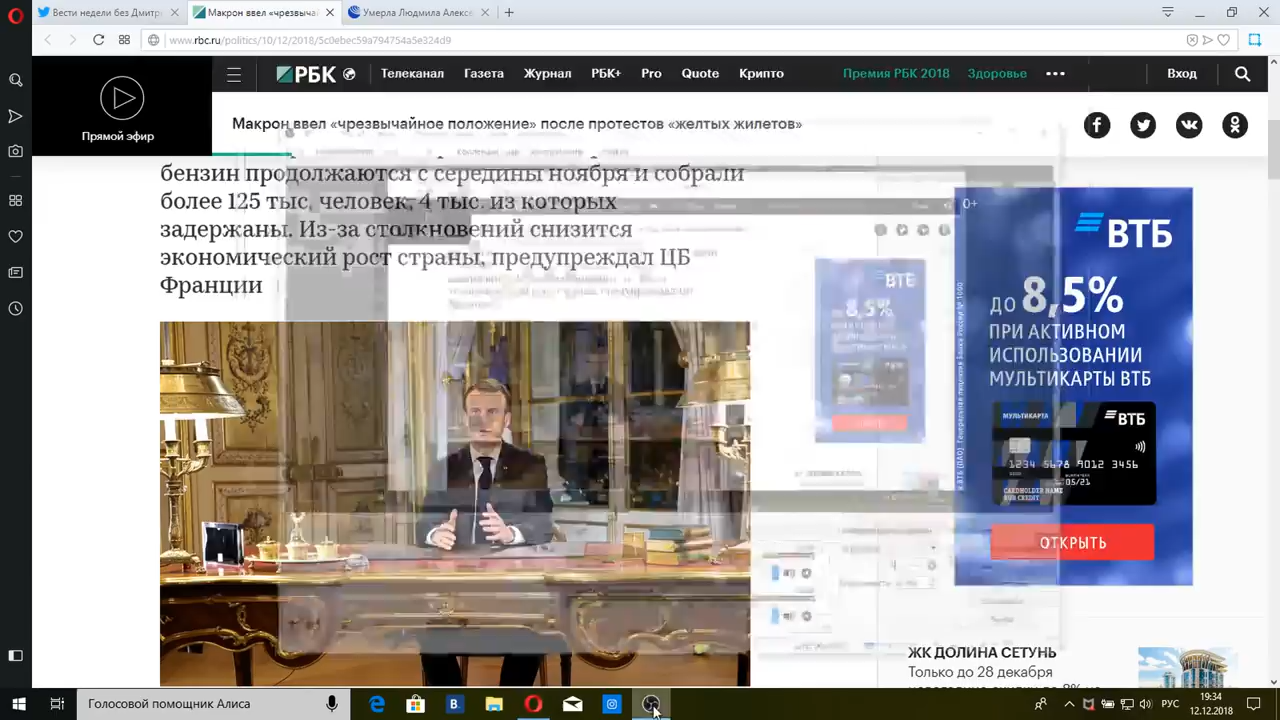 Вести недели без Дмитр
Макрон ввел «чрезвычай
Умерла Людмила Алексе
www.rbc.ru/politics/10/12/2018/5c0ebec59a794754a5e324d9
Прямой эфир
РБК
Телеканал Газета Журнал РБК+ Pro Quote Крипто
Премия РБК 2018 Здоровье
Вход
Макрон ввел «чрезвычайное положение» после протестов «желтых жилетов»
бензин продолжаются с середины ноября и собрали
более 125 тыс. человек, 4 тыс. из которых
задержаны. Из-за столкновений снизится
экономический рост страны, предупреждал ЦБ
Франции
0+
ВТБ
ДО 8,5%
ПРИ АКТИВНОМ
ИСПОЛЬЗОВАНИИ
МУЛЬТИКАРТЫ ВТБ
МУЛЬТИКАРТА
ВТБ
1234 5678 9012 3456
05/21
CARDHOLDER NAME
ОТКРЫТЬ
ЖК ДОЛИНА СЕТУНЬ
Только до 28 декабря
Голосовой помощник Алиса
РУС
19:34
12.12.2018